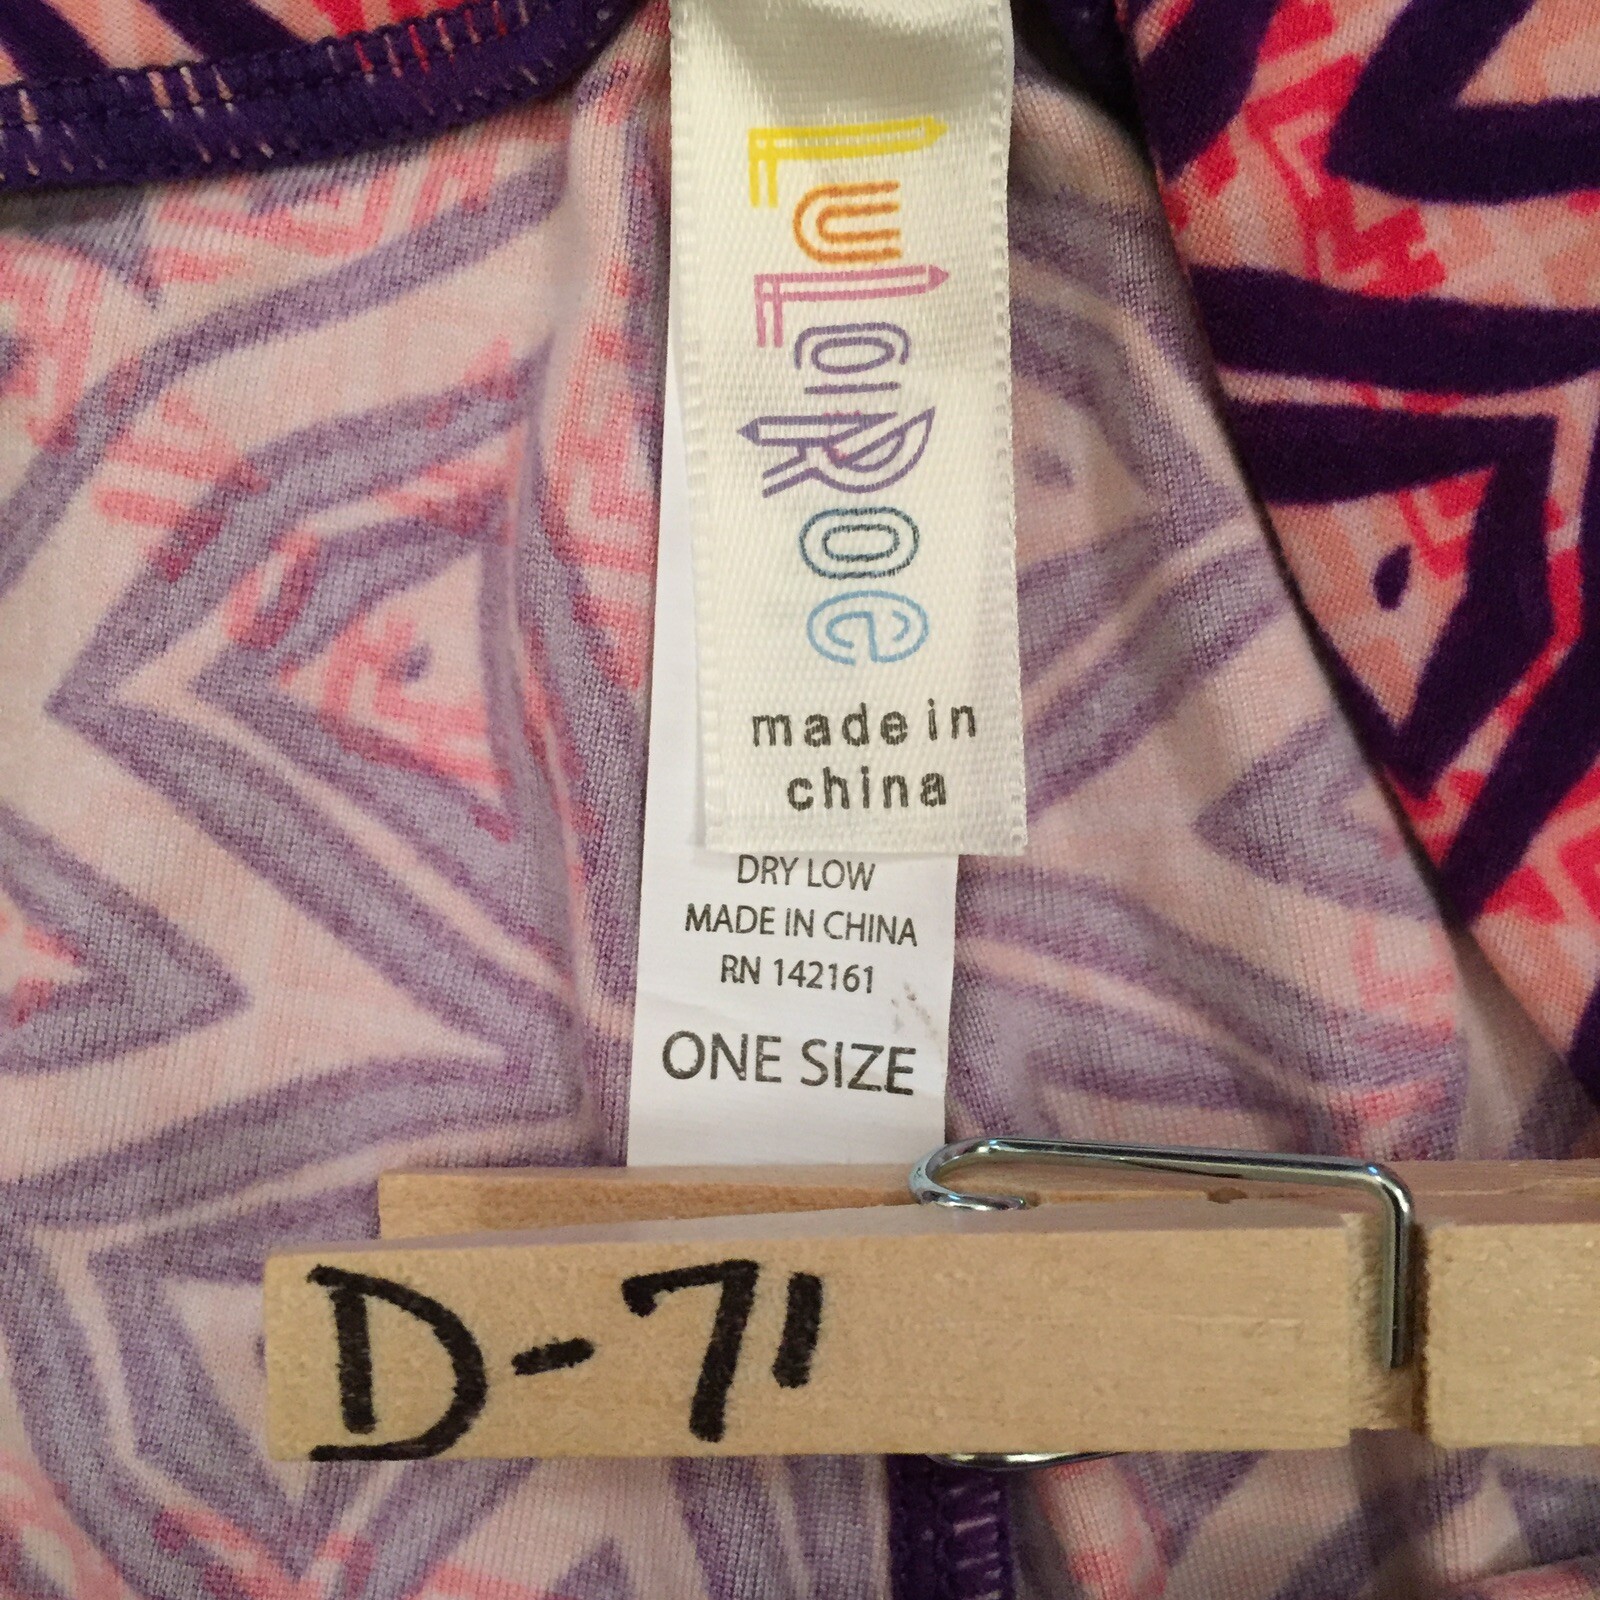 LuLaRoe
made in
china
DRY LOW
MADE IN CHINA
RN 142161
ONE SIZE
D-71